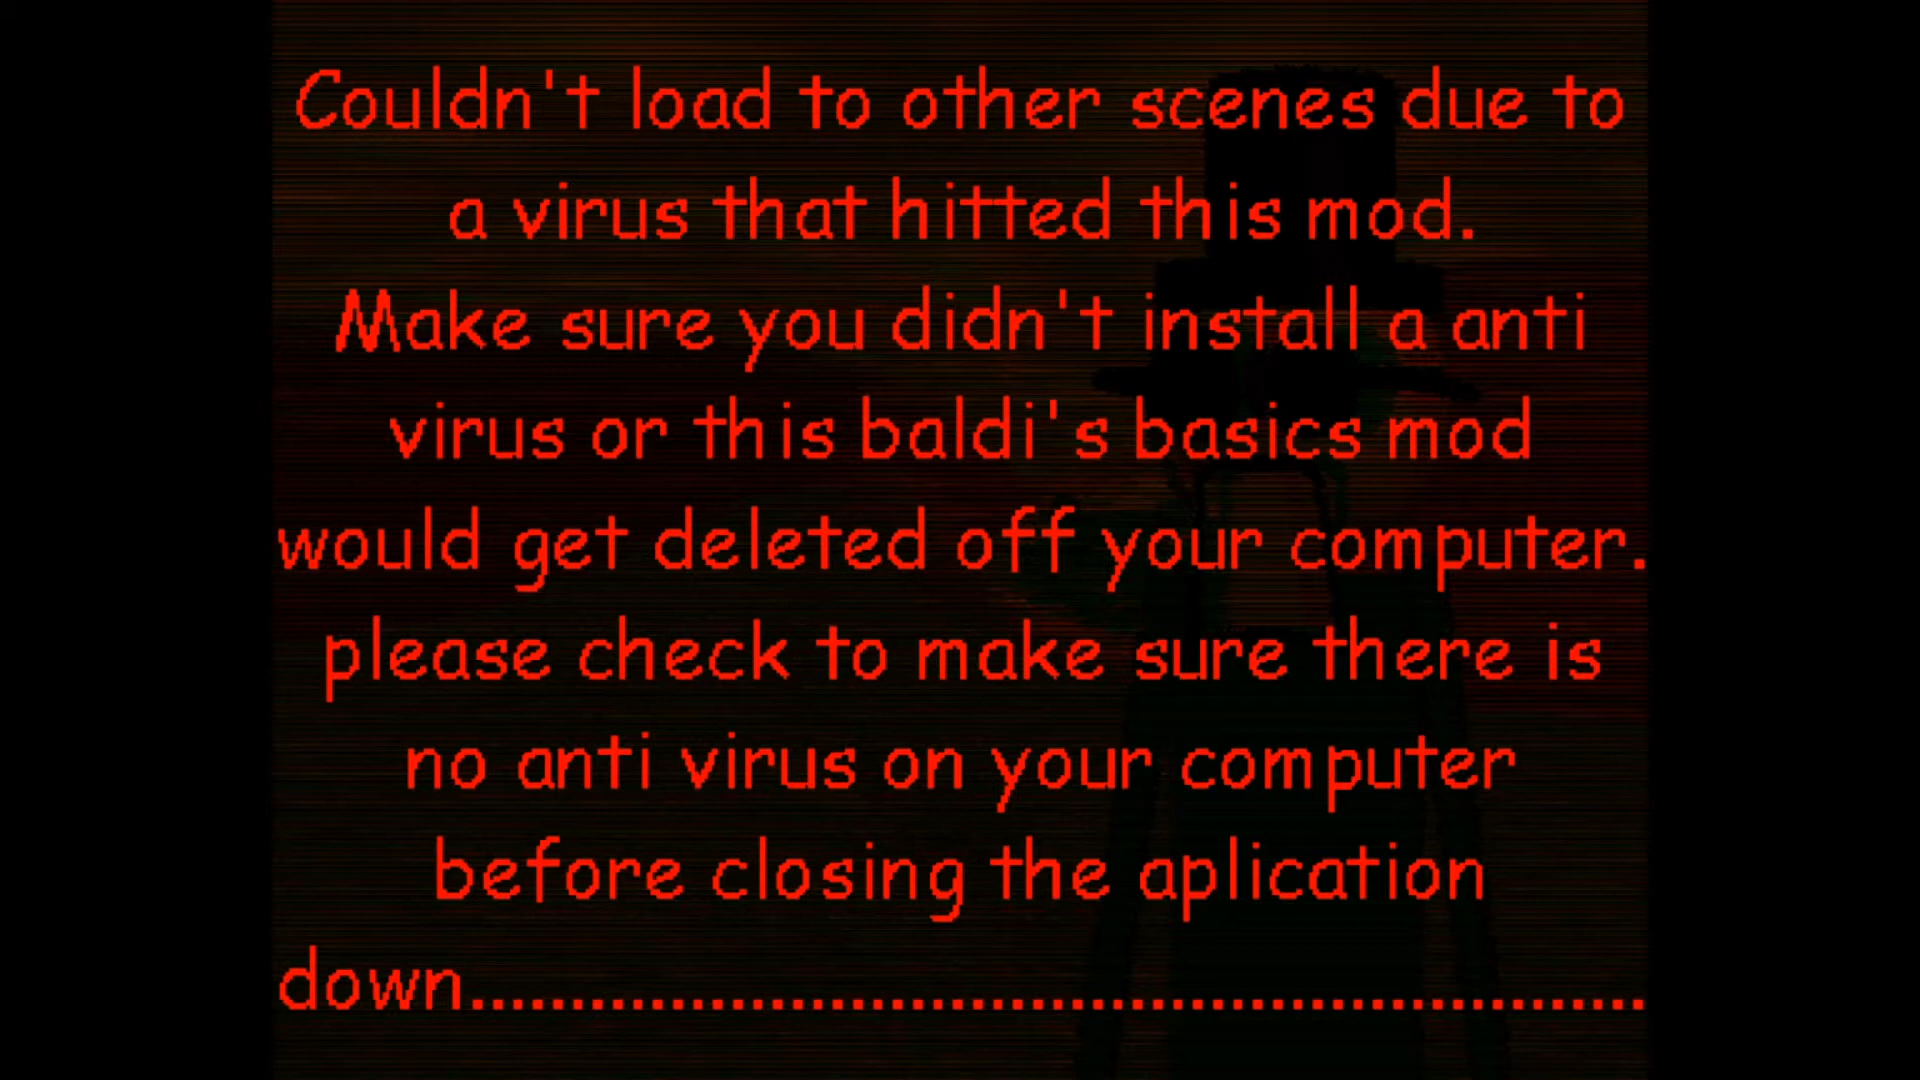 Couldn't load to other scenes due to
a virus that hitted this mod.
Make sure you didn't install a anti
virus or this baldi's basics mod
would get deleted off your computer.
please check to make sure there is
no anti virus on your computer
before closing the aplication
down...........................................................